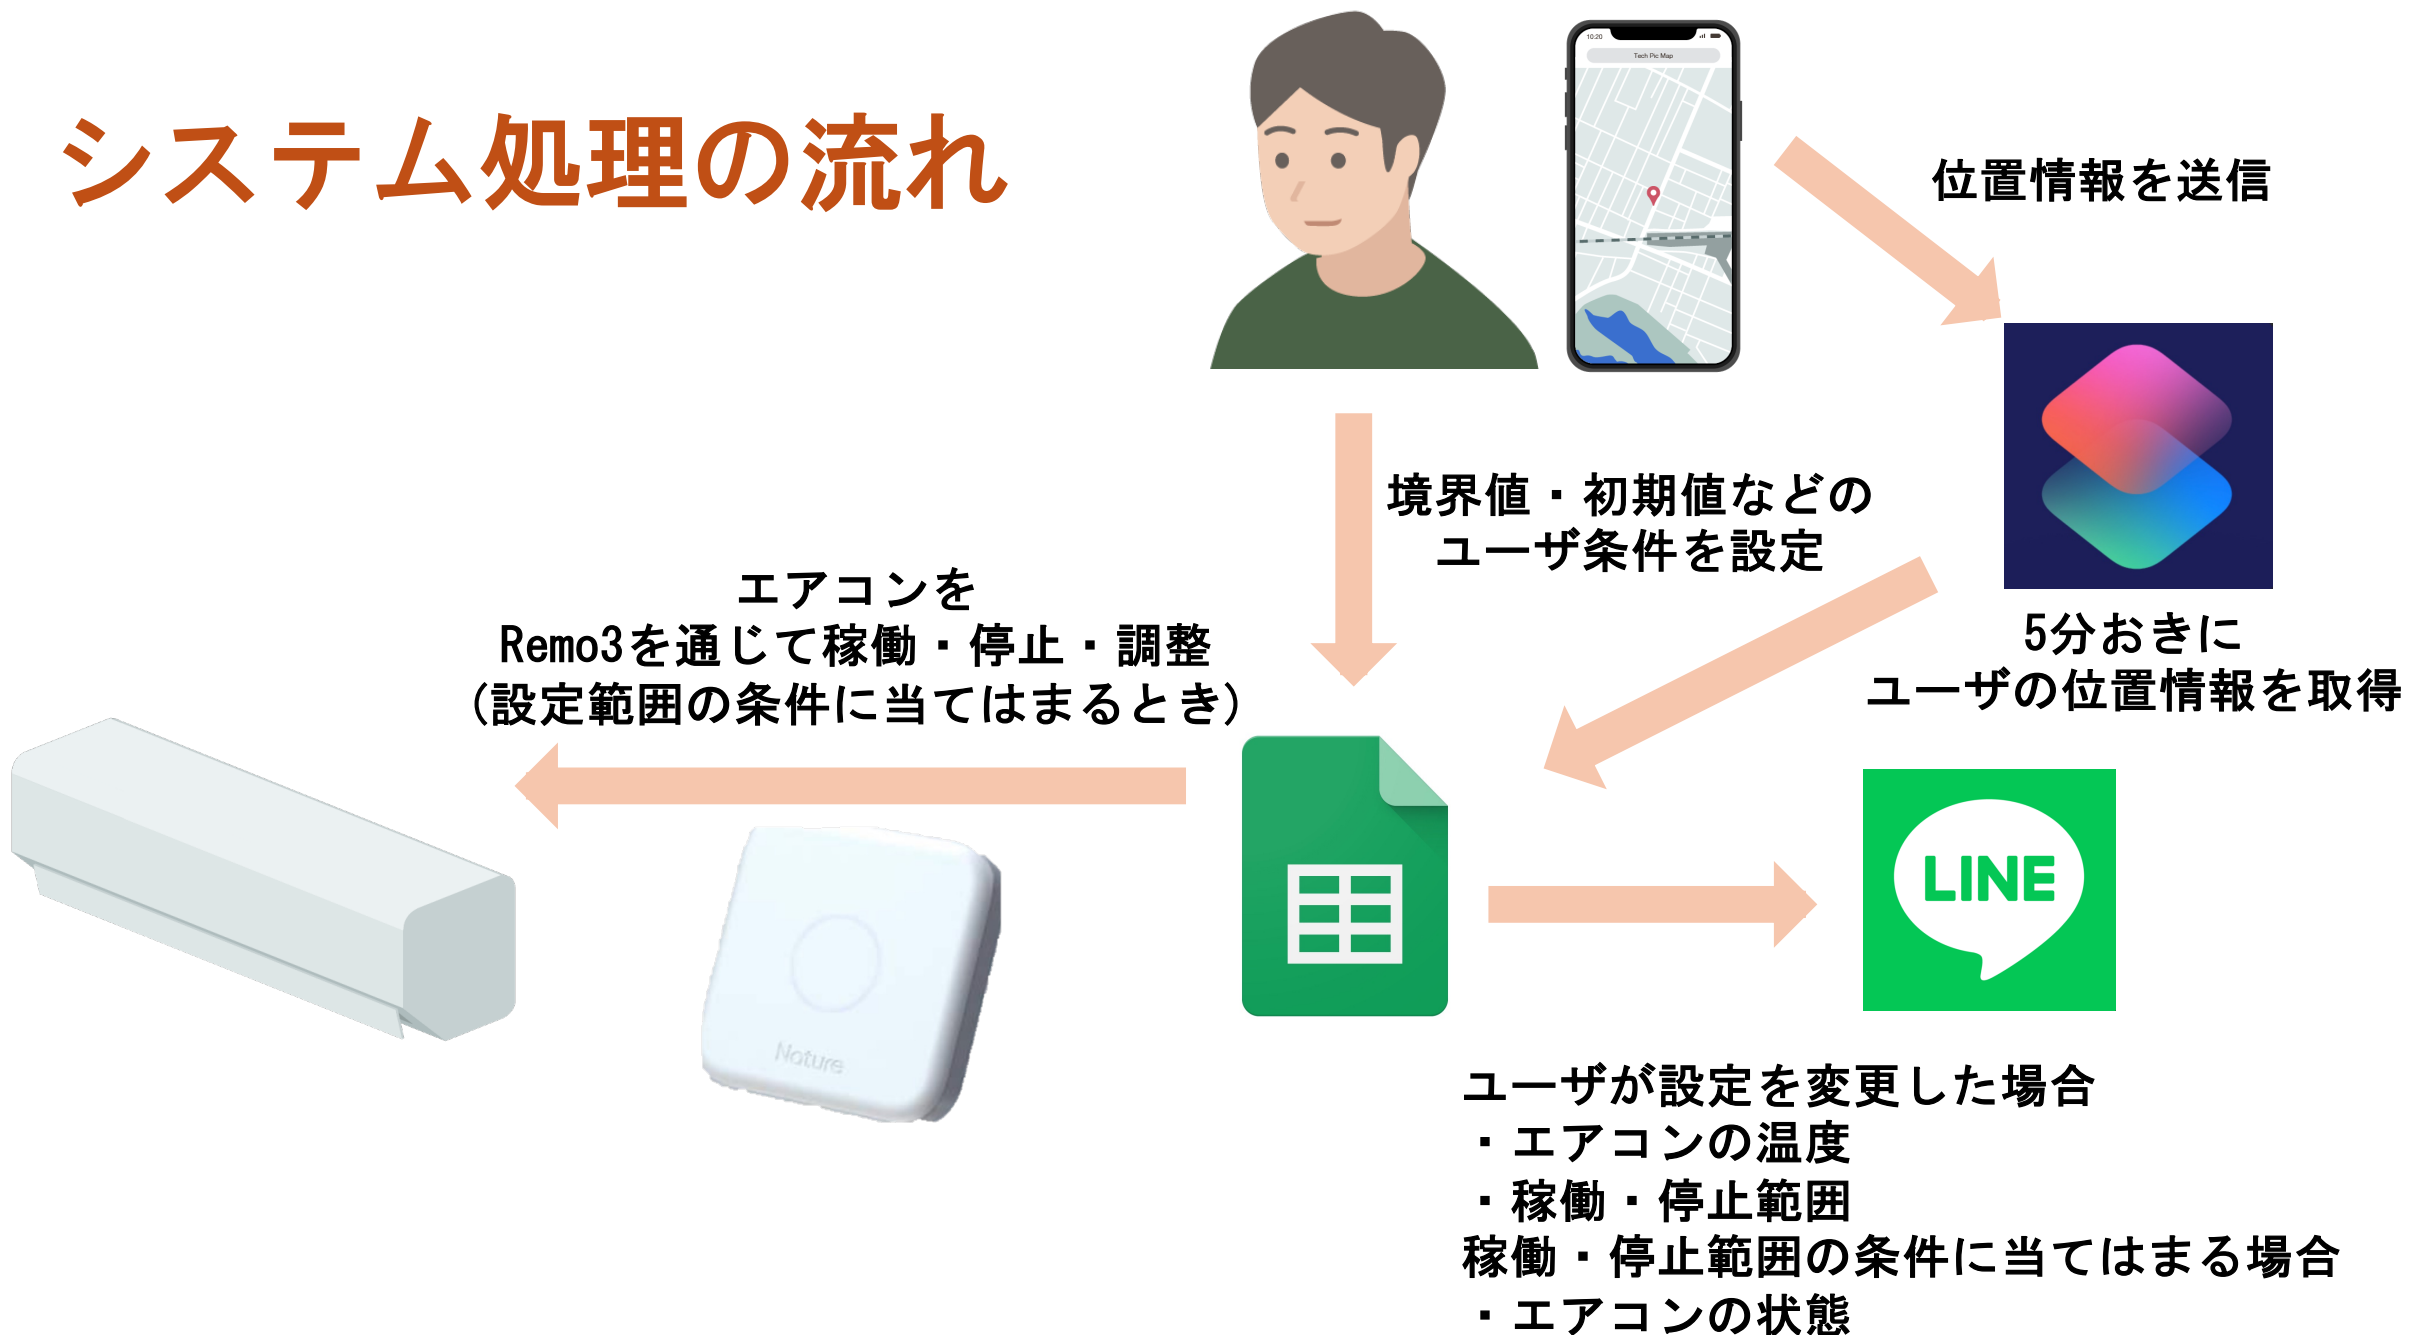 システム処理の流れ
10:20
Tech Pic Map
位置情報を送信
境界値・初期値などの
ユーザ条件を設定
5分おきに
ユーザの位置情報を取得
エアコンを
Remo3を通じて稼働・停止・調整
(設定範囲の条件に当てはまるとき)
Nature
LINE
ユーザが設定を変更した場合
・エアコンの温度
・稼働・停止範囲
稼働・停止範囲の条件に当てはまる場合
・エアコンの状態